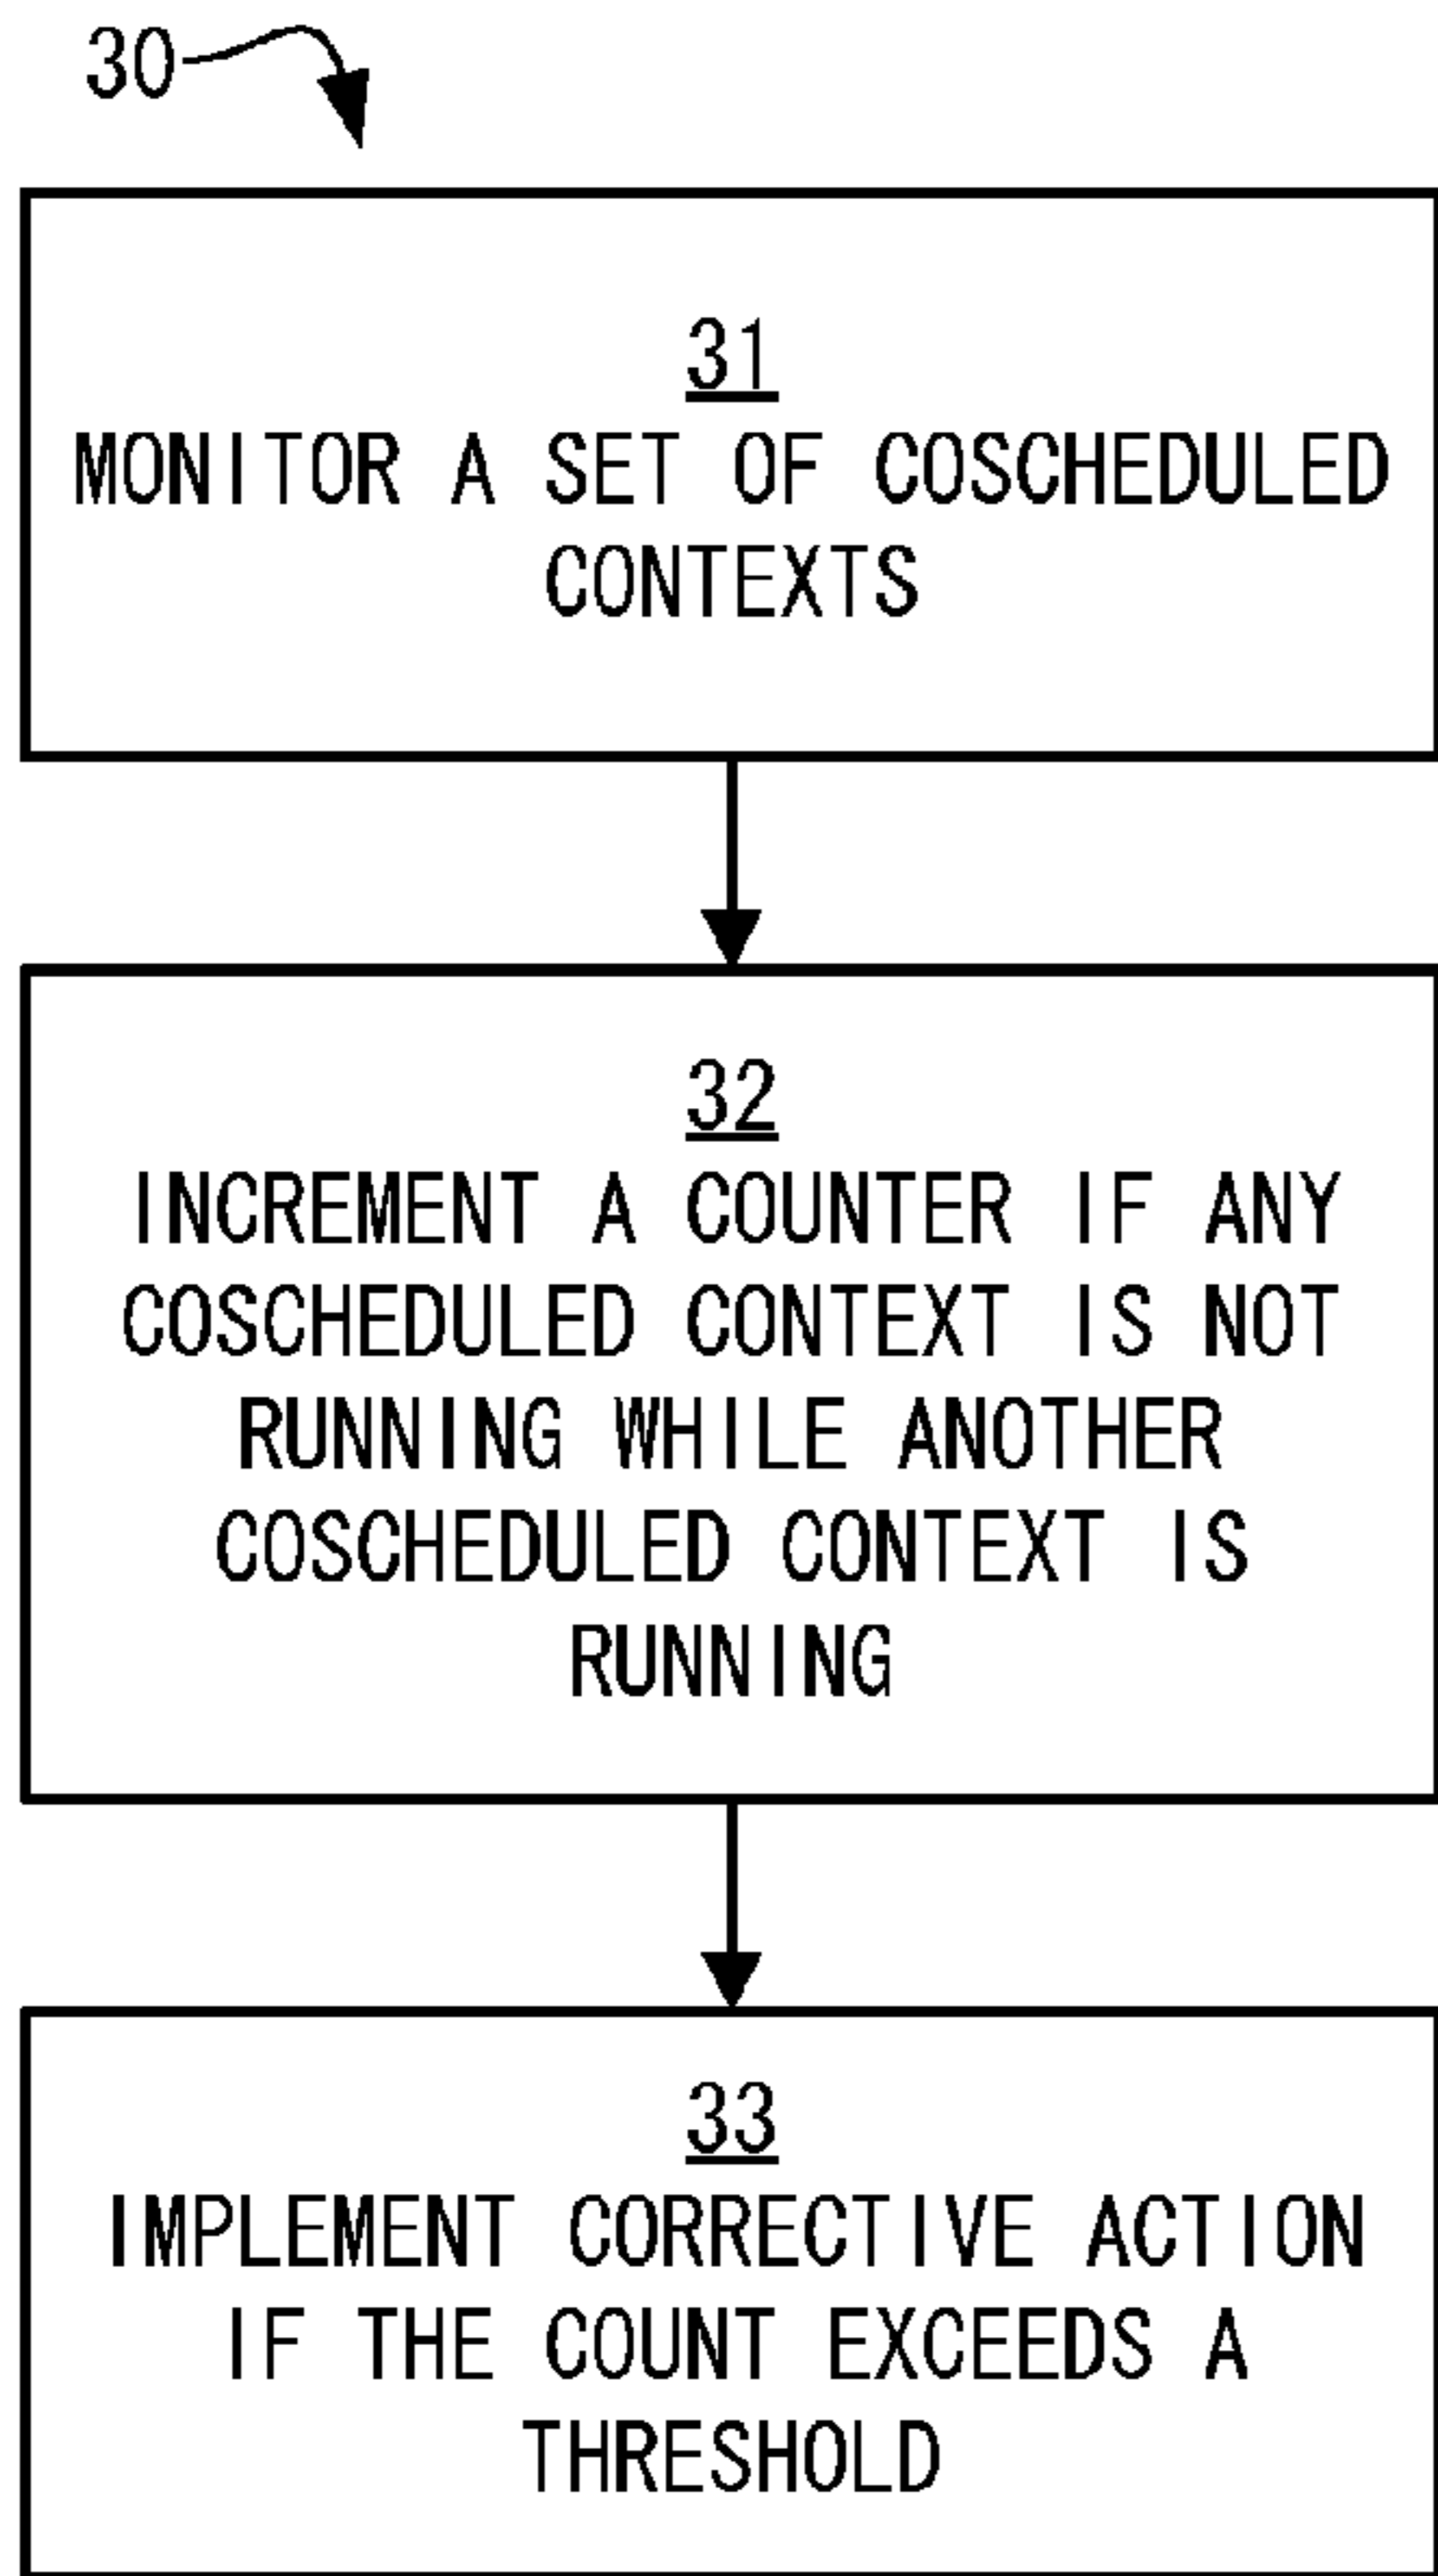 30
31
MONITOR A SET OF COSCHEDULED
CONTEXTS
32
INCREMENT A COUNTER IF ANY
COSCHEDULED CONTEXT IS NOT
RUNNING WHILE ANOTHER
COSCHEDULED CONTEXT IS
RUNNING
33
IMPLEMENT CORRECTIVE ACTION
IF THE COUNT EXCEEDS A
THRESHOLD